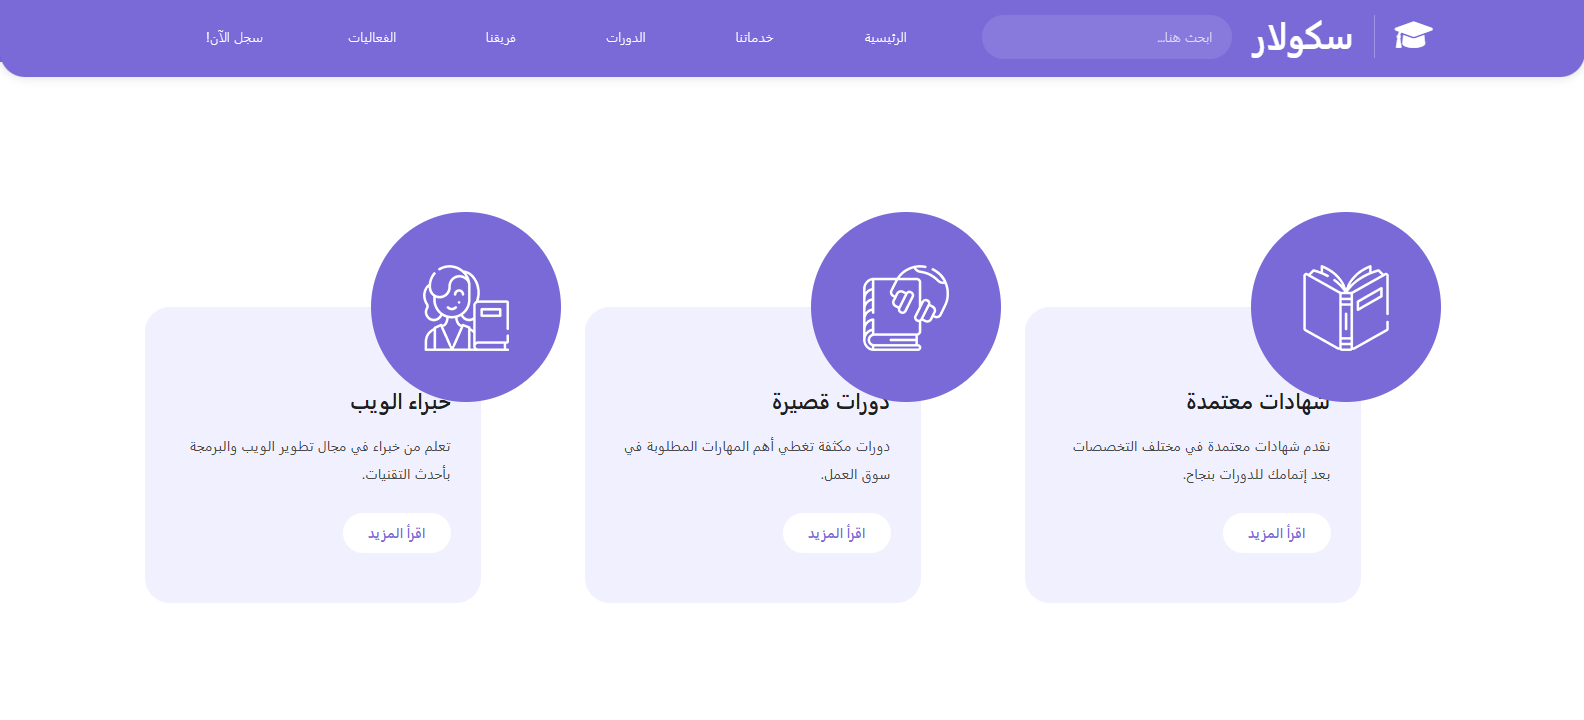 سكولار
ابحث هنا...
الرئيسية
خدماتنا
الدورات
فريقنا
الفعاليات
سجل الآن!
شهادات معتمدة
نقدم شهادات معتمدة في مختلف التخصصات
بعد إتمامك للدورات بنجاح.
اقرأ المزيد
دورات قصيرة
دورات مكثفة تغطي أهم المهارات المطلوبة في
سوق العمل.
اقرأ المزيد
خبراء الويب
تعلم من خبراء في مجال تطوير الويب والبرمجة
بأحدث التقنيات.
اقرأ المزيد